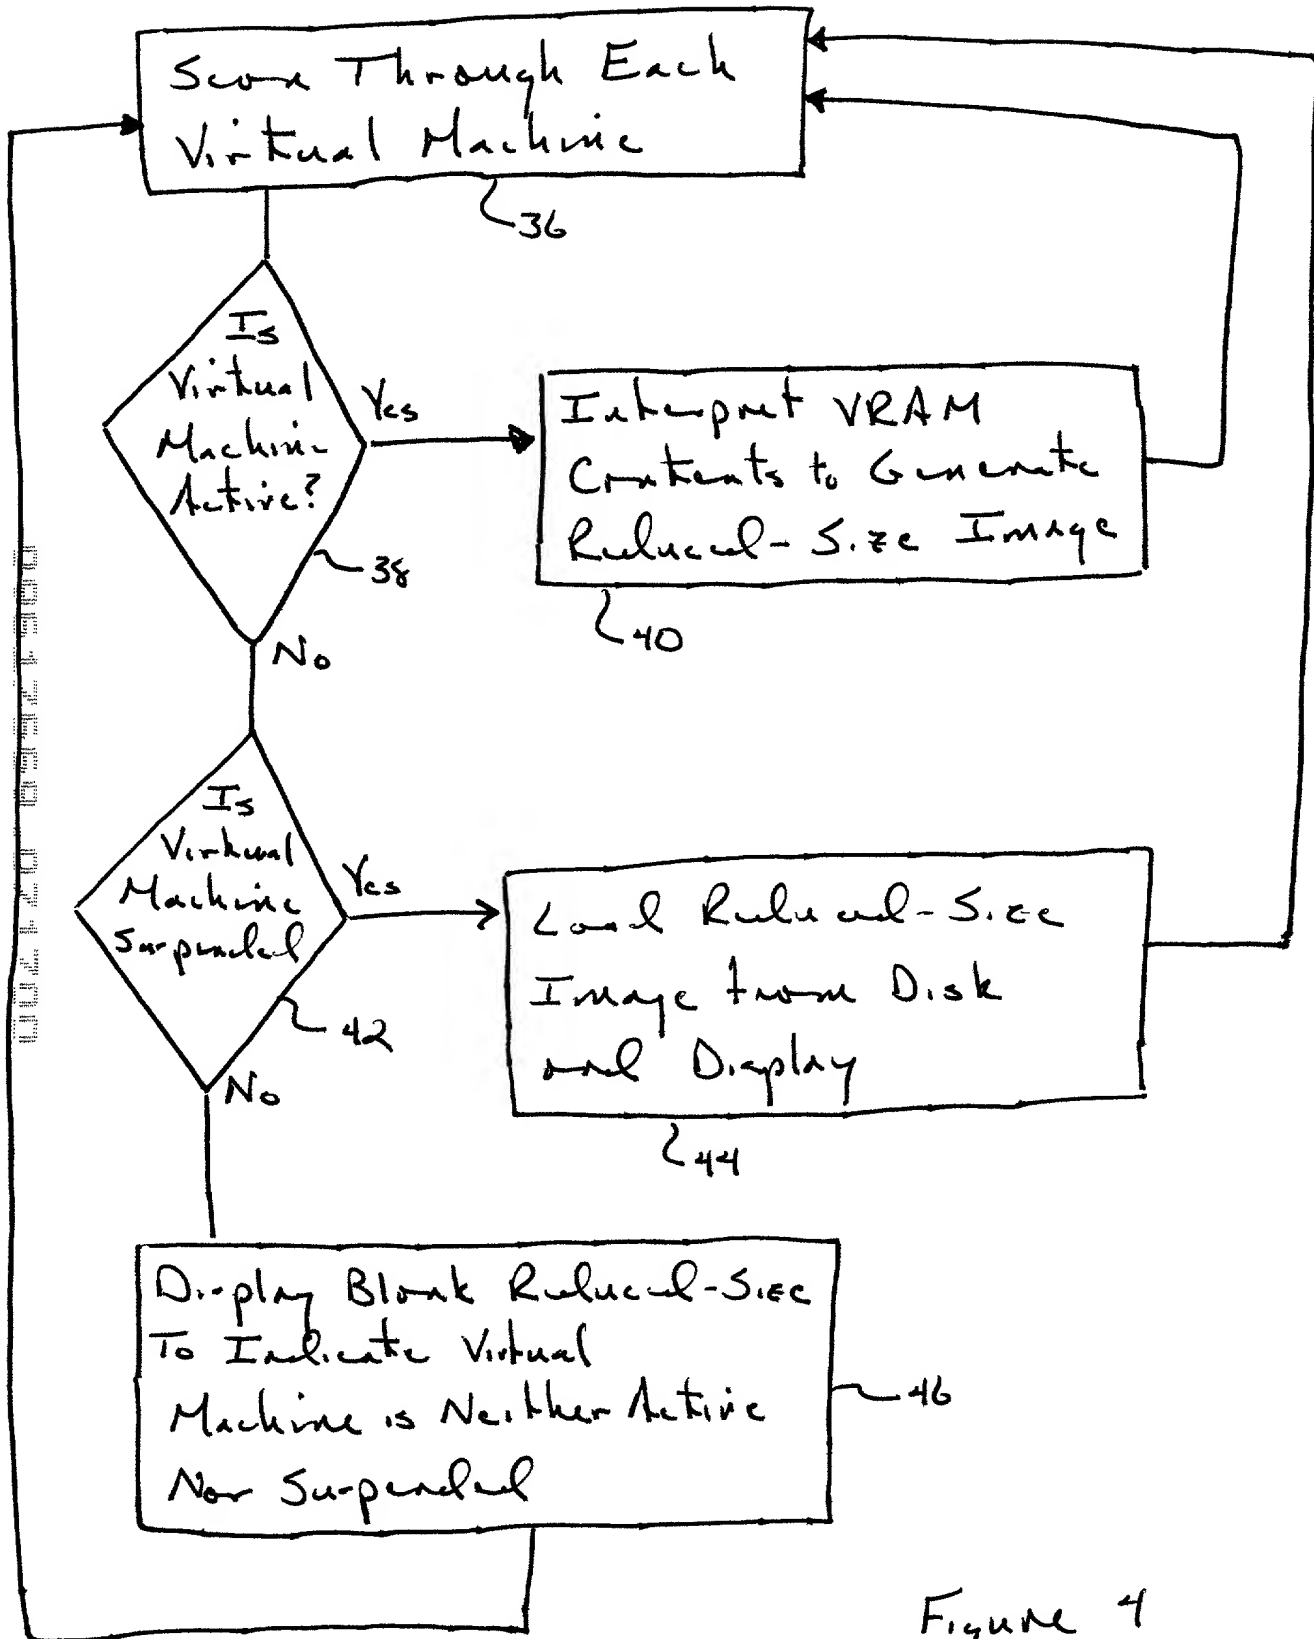 Scan Through Each
Virtual Machine
36
Is
Virtual
Machine
Active?
Yes
38
No
Interpret VRAM
Contents to Generate
Reduced-Size Image
40
Is
Virtual
Machine
Suspended
Yes
42
No
Load Reduced-Size
Image from Disk
and Display
44
Display Blank Reduced-Size
To Indicate Virtual
Machine is Neither Active
Nor Suspended
46
Figure 4